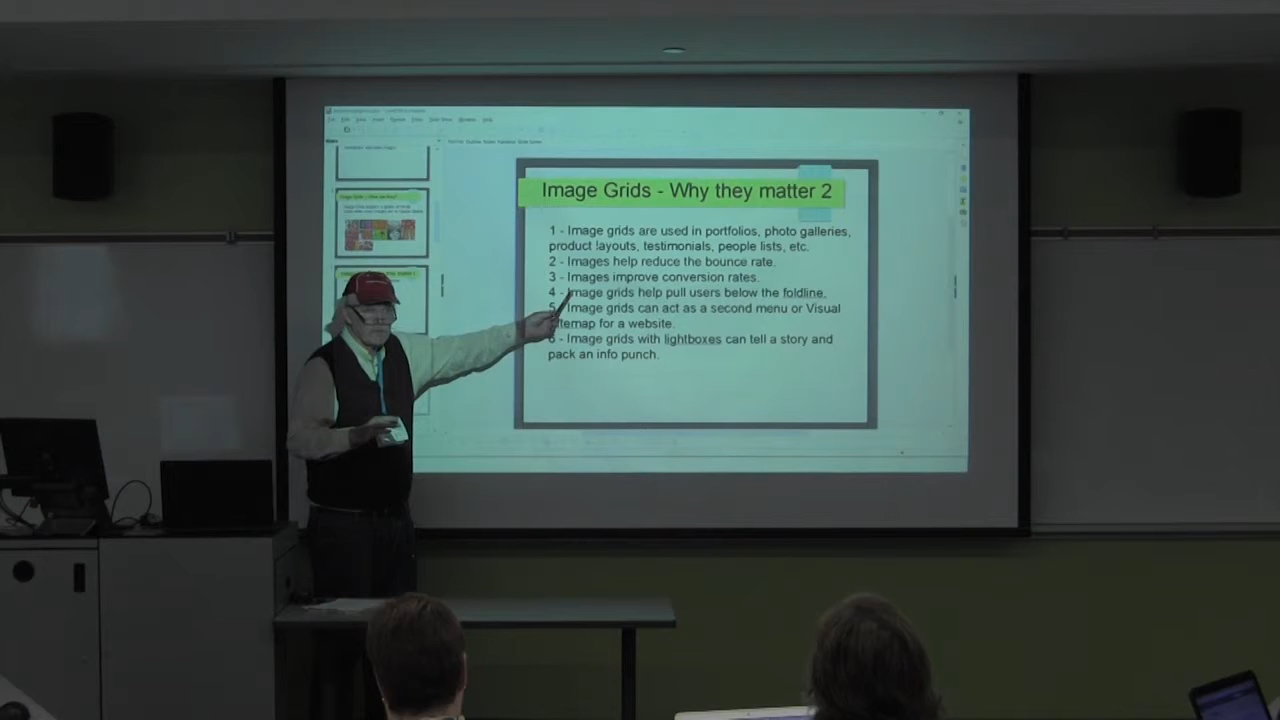 Image Grids - Why they matter 2
1 - Image grids are used in portfolios, photo galleries,
product layouts, testimonials, people lists, etc.
2 - Images help reduce the bounce rate.
3 - Images improve conversion rates.
4 - Image grids help pull users below the foldline.
5 - Image grids can act as a second menu or Visual
itemap for a website.
6 - Image grids with lightboxes can tell a story and
pack an info punch.